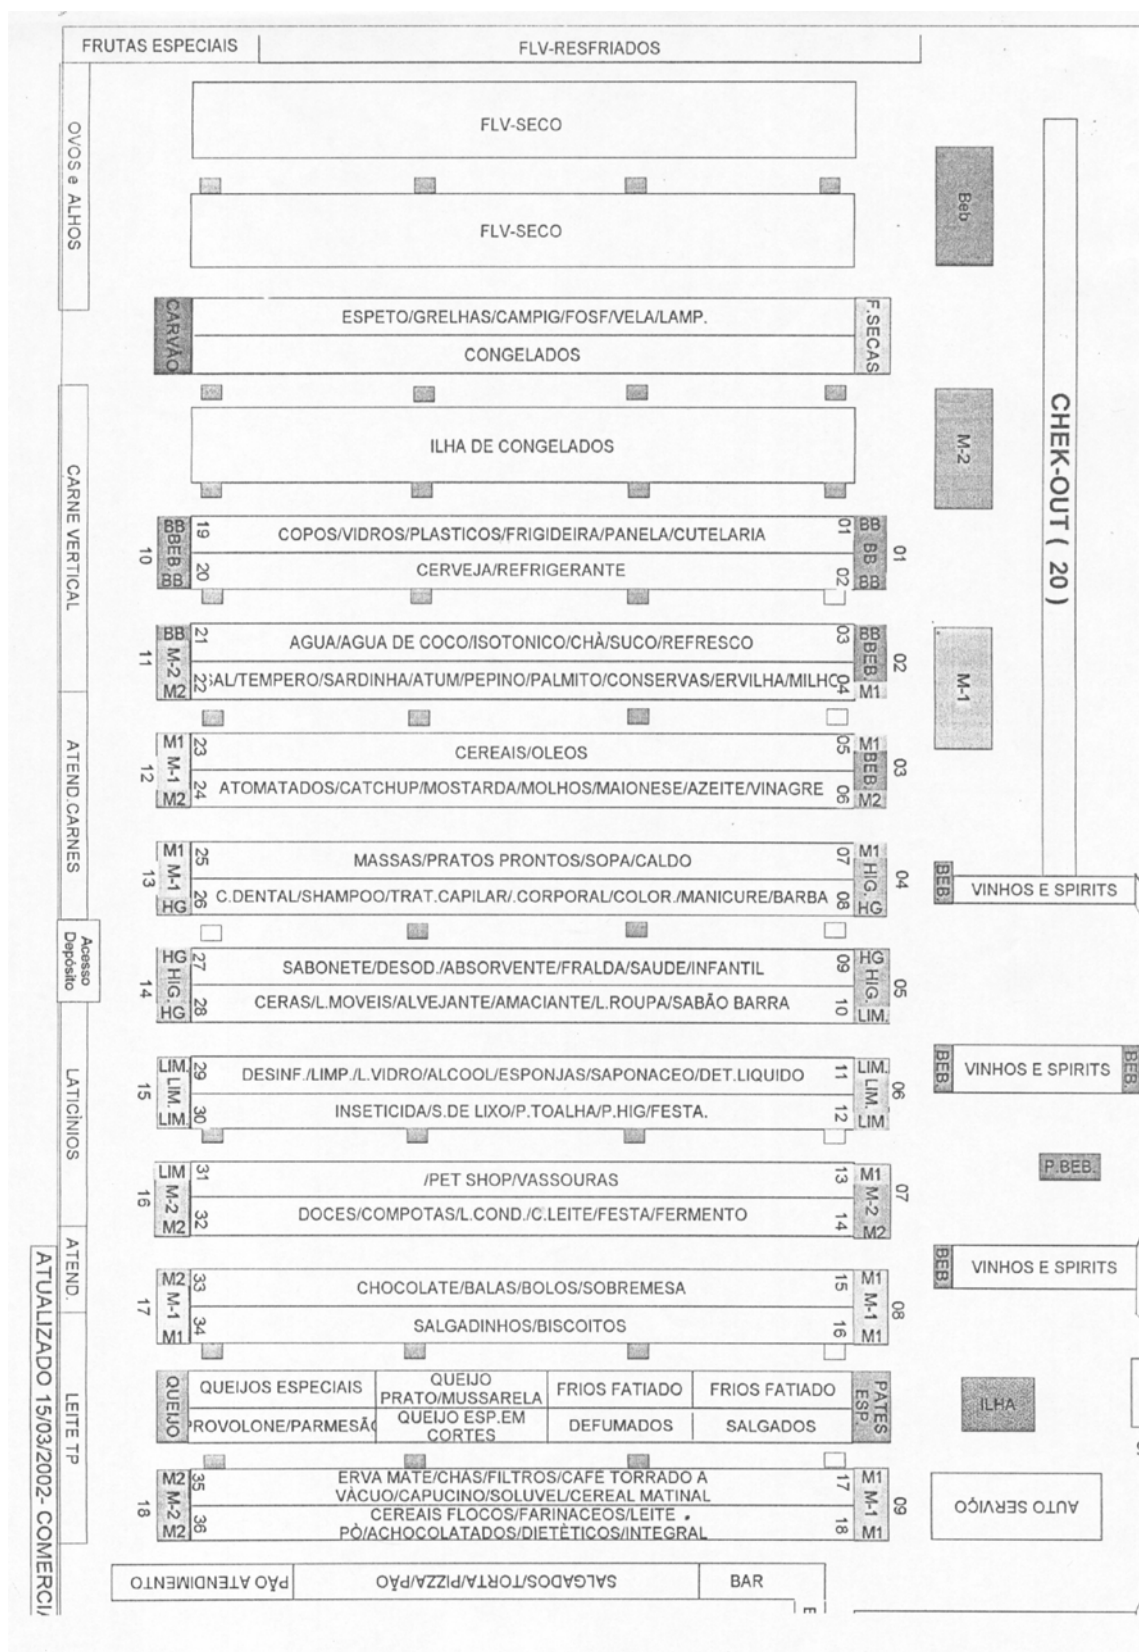 FRUTAS ESPECIAIS
FLV-RESFRIADOS
OVOS e ALHOS
FLV-SECO
Beb
FLV-SECO
CARVÃO
ESPETO/GRELHAS/CAMPIG/FOSF/VELA/LAMP.
F.SECAS
CONGELADOS
CHEK-OUT ( 20 )
ILHA DE CONGELADOS
M-2
CARNE VERTICAL
10
BB BEB. BB.
19 COPOS/VIDROS/PLASTICOS/FRIGIDEIRA/PANELA/CUTELARIA 01
20 CERVEJA/REFRIGERANTE 02
BB BB BB
01
11
BB M-2 M2
21 AGUA/AGUA DE COCO/ISOTONICO/CHÀ/SUCO/REFRESCO 03
22 SAL/TEMPERO/SARDINHA/ATUM/PEPINO/PALMITO/CONSERVAS/ERVILHA/MILHO 04
BB BEB. M1
02
M-1
ATEND.CARNES
12
M1 M-1 M2
23 CEREAIS/OLEOS 05
24 ATOMATADOS/CATCHUP/MOSTARDA/MOLHOS/MAIONESE/AZEITE/VINAGRE 06
M1 BEB. M2
03
13
M1 M-1 HG
25 MASSAS/PRATOS PRONTOS/SOPA/CALDO 07
26 C.DENTAL/SHAMPOO/TRAT.CAPILAR/.CORPORAL/COLOR./MANICURE/BARBA 08
M1 HIG. HG
04
BEB. VINHOS E SPIRITS
Acesso
Depósito
14
HG HIG. HG
27 SABONETE/DESOD./ABSORVENTE/FRALDA/SAUDE/INFANTIL 09
28 CERAS/L.MOVEIS/ALVEJANTE/AMACIANTE/L.ROUPA/SABÃO BARRA 10
HG HIG. LIM.
05
LATICÍNIOS
15
LIM. LIM. LIM.
29 DESINF./LIMP./L.VIDRO/ALCOOL/ESPONJAS/SAPONACEO/DET.LIQUIDO 11
30 INSETICIDA/S.DE LIXO/P.TOALHA/P.HIG/FESTA. 12
LIM. LIM. LIM
06
BEB. VINHOS E SPIRITS BEB.
P.BEB.
16
LIM M-2 M2
31 /PET SHOP/VASSOURAS 13
32 DOCES/COMPOTAS/L.COND./C.LEITE/FESTA/FERMENTO 14
M1 M-2 M2
07
ATEND.
BEB. VINHOS E SPIRITS
17
M2 M-1 M1
33 CHOCOLATE/BALAS/BOLOS/SOBREMESA 15
34 SALGADINHOS/BISCOITOS 16
M1 M-1 M1
08
LEITE TP
QUEIJO
QUEIJOS ESPECIAIS
QUEIJO
PRATO/MUSSARELA
FRIOS FATIADO
FRIOS FATIADO
PROVOLONE/PARMESÃO
QUEIJO ESP.EM
CORTES
DEFUMADOS
SALGADOS
PATES
ESP.
ILHA
18
M2 M-2 M2
35 ERVA MATE/CHAS/FILTROS/CAFE TORRADO A
VÀCUO/CAPUCINO/SOLUVEL/CEREAL MATINAL 17
36 CEREAIS FLOCOS/FARINACEOS/LEITE
PÒ/ACHOCOLATADOS/DIETÈTICOS/INTEGRAL 18
M1 M-1 M1
09
AUTO SERVIÇO
PÃO ATENDIMENTO
SALGADOS/TORTA/PIZZA/PÃO
BAR
ATUALIZADO 15/03/2002- COMERCI